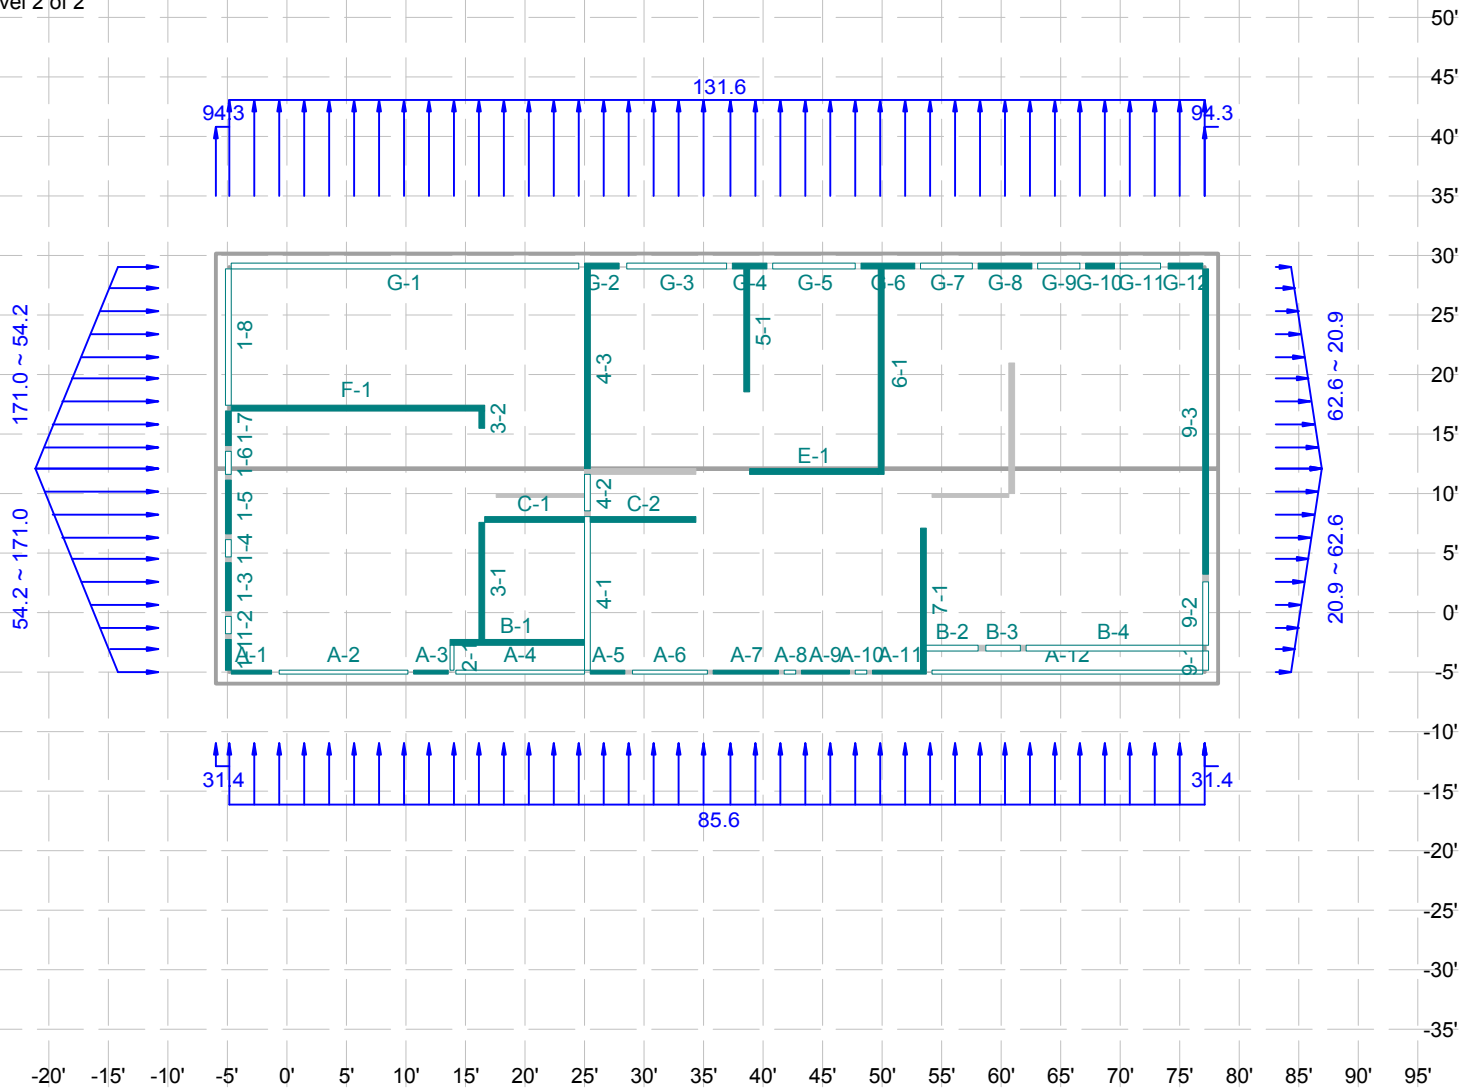 vel 2 of 2
50'
45'
131.6
94.3
94.3
40'
35'
30'
G-1
G-2
G-3
G-4
G-5
G-6
G-7
G-8
G-9
G-10
G-11
G-12
25'
171.0 ~ 54.2
1-8
4-3
5-1
6-1
62.6 ~ 20.9
20'
F-1
3-2
9-3
15'
1-7
1-6
E-1
10'
1-5
C-1
4-2
C-2
54.2 ~ 171.0
1-4
20.9 ~ 62.6
5'
1-3
3-1
4-1
7-1
9-2
0'
1-2
B-1
B-2
B-3
B-4
A-1
A-2
A-3
A-4
A-5
A-6
A-7
A-8
A-9
A-10
A-11
A-12
-5'
-10'
31.4
31.4
-15'
85.6
-20'
-25'
-30'
-35'
-20' -15' -10' -5' 0' 5' 10' 15' 20' 25' 30' 35' 40' 45' 50' 55' 60' 65' 70' 75' 80' 85' 90' 95'